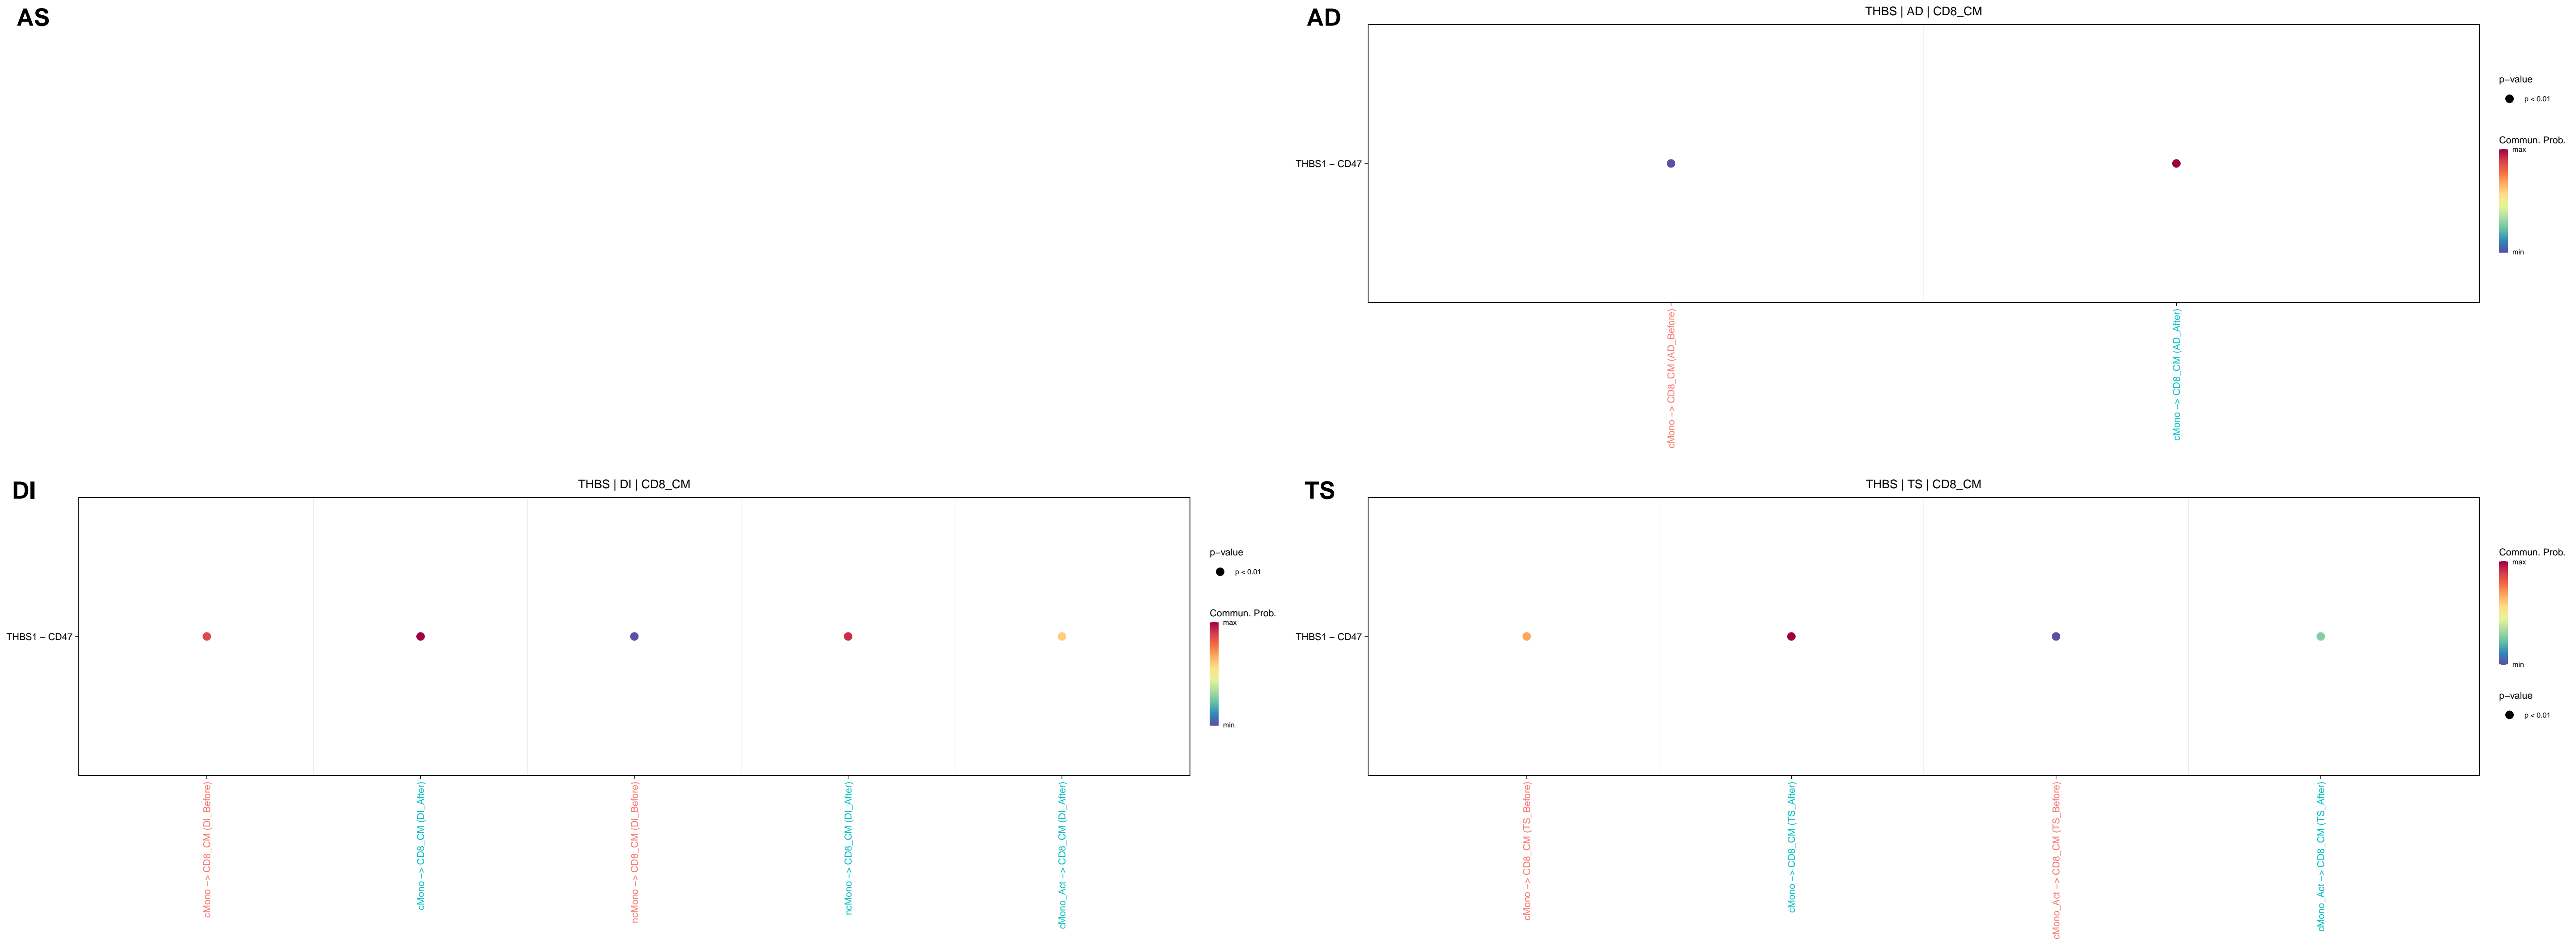 AS
AD
THBS | AD | CD8_CM
THBS1 − CD47
cMono −> CD8_CM (AD_Before)
cMono −> CD8_CM (AD_After)
p−value
p < 0.01
Commun. Prob.
max
min
DI
THBS | DI | CD8_CM
THBS1 − CD47
cMono −> CD8_CM (DI_Before)
cMono −> CD8_CM (DI_After)
ncMono −> CD8_CM (DI_Before)
ncMono −> CD8_CM (DI_After)
cMono_Act −> CD8_CM (DI_After)
p−value
p < 0.01
Commun. Prob.
max
min
TS
THBS | TS | CD8_CM
THBS1 − CD47
cMono −> CD8_CM (TS_Before)
cMono −> CD8_CM (TS_After)
cMono_Act −> CD8_CM (TS_Before)
cMono_Act −> CD8_CM (TS_After)
Commun. Prob.
max
min
p−value
p < 0.01